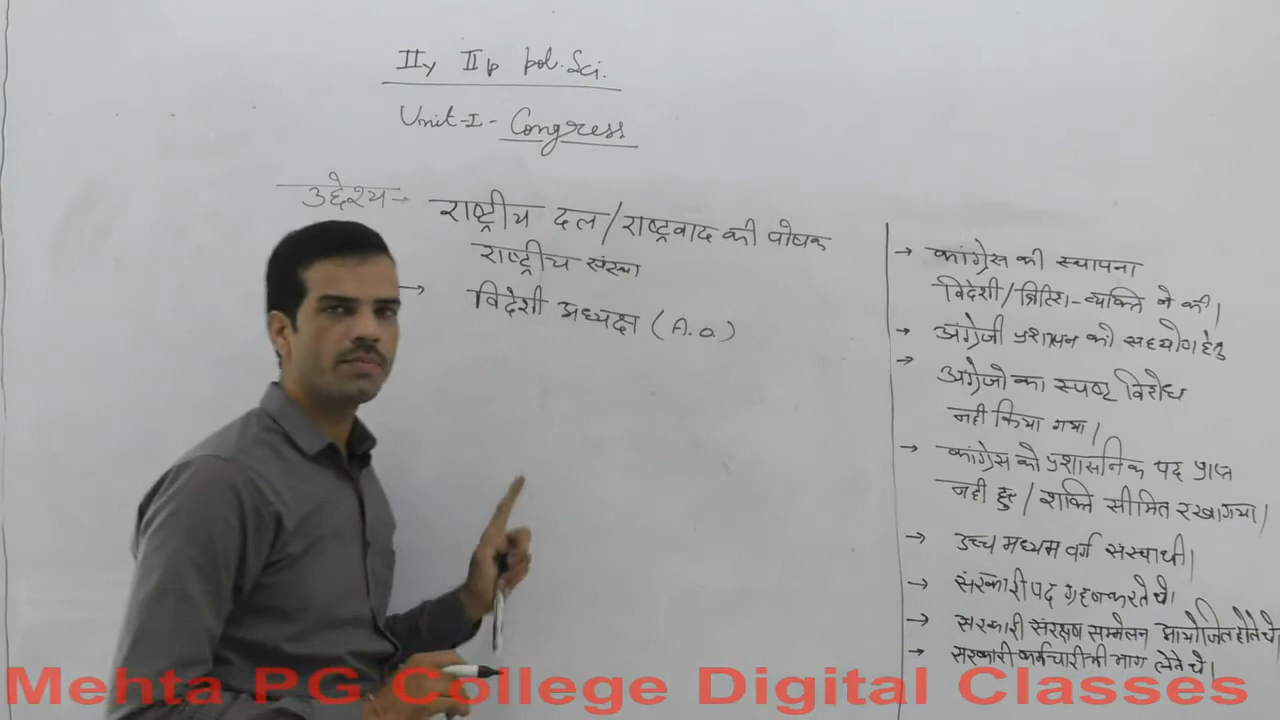 IIy IIp pol. Sci.
Unit-I- Congress
उद्देश्य→ राष्ट्रीय दल/राष्ट्रवाद की पोषक
राष्ट्रीय संस्था
→ विदेशी अध्यक्ष (A.O)
→ कांग्रेस की स्थापना
विदेशी/ब्रिटिश-व्यक्ति ने की।
→ अंग्रेजी प्रशासन को सहयोग हेतु
→ अंग्रेजो का स्पष्ट विरोध
नही किया गया।
→ कांग्रेस को प्रशासनिक पद प्राप्त
नही हुए/शक्ति सीमित रखा गया।
→ उच्च मध्यम वर्ग संस्था थी।
→ सरकारी पद ग्रहण करते थे।
→ सरकारी संरक्षण सम्मेलन आयोजित होते थे
→ सरकारी कर्मचारी भी भाग लेते थे।
Mehta PG College Digital Classes